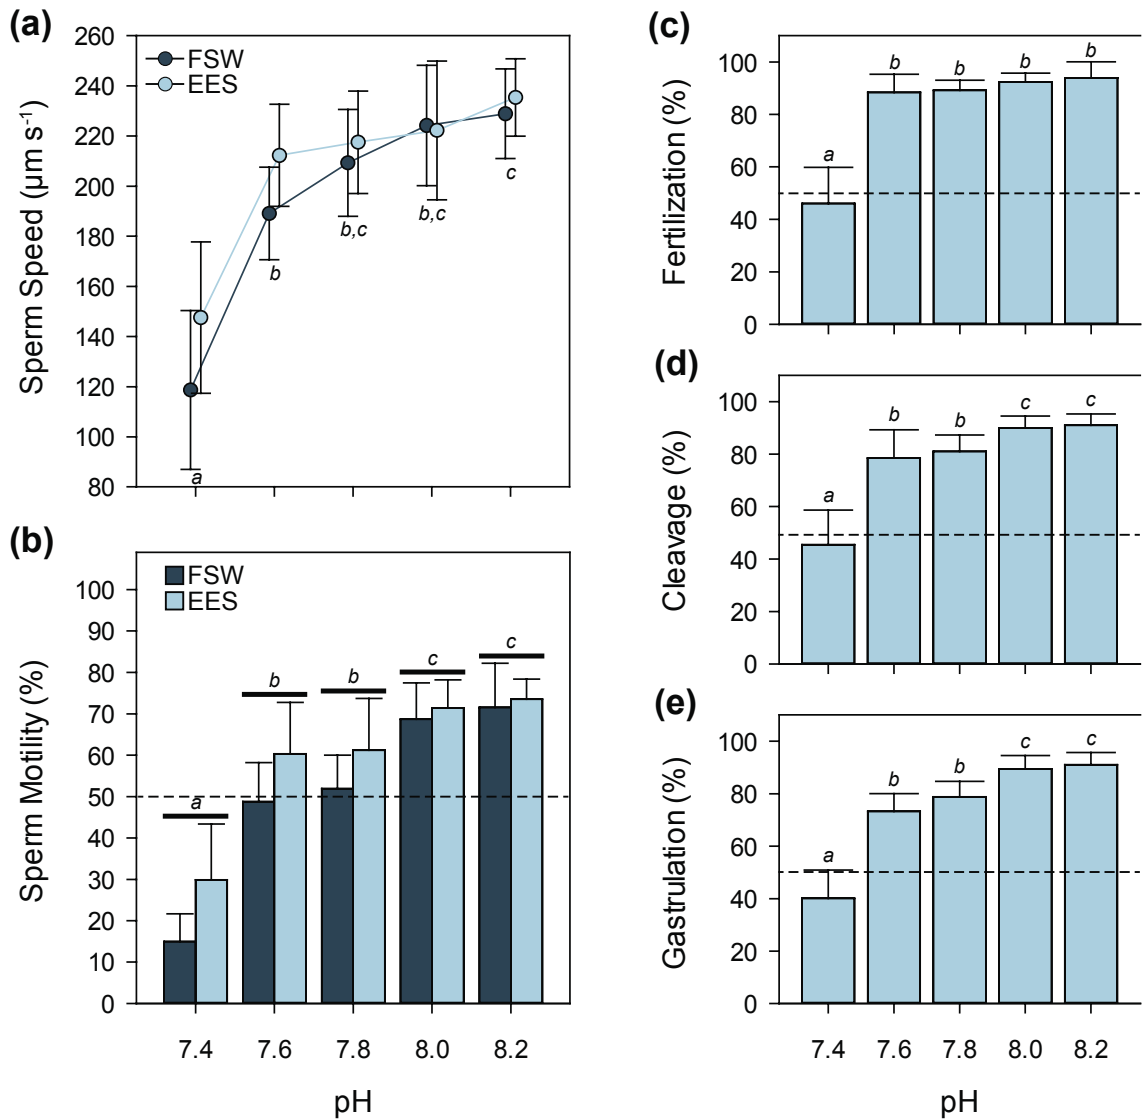 (a)
260
240
220
200
180
160
140
120
100
80
Sperm Speed (µm s⁻¹)
FSW
EES
a
b
b,c
b,c
c
(b)
100
90
80
70
60
50
40
30
20
10
0
Sperm Motility (%)
FSW
EES
a
b
b
c
c
7.4 7.6 7.8 8.0 8.2
pH
(c)
100
80
60
40
20
0
Fertilization (%)
a
b
b
b
b
(d)
100
80
60
40
20
0
Cleavage (%)
a
b
b
c
c
(e)
100
80
60
40
20
0
Gastrulation (%)
a
b
b
c
c
7.4 7.6 7.8 8.0 8.2
pH